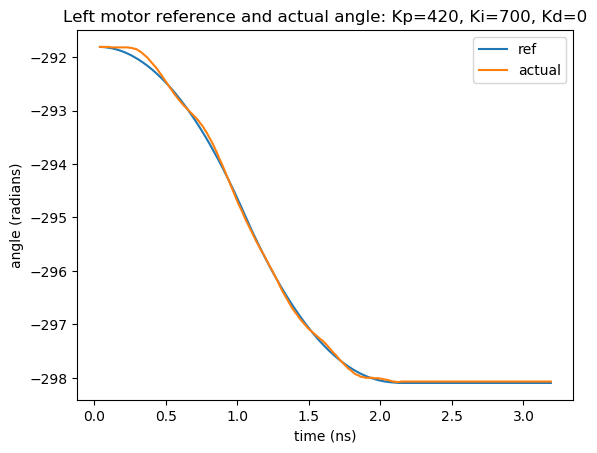 Left motor reference and actual angle: Kp=420, Ki=700, Kd=0
ref
actual
angle (radians)
−292
−293
−294
−295
−296
−297
−298
0.0 0.5 1.0 1.5 2.0 2.5 3.0
time (ns)